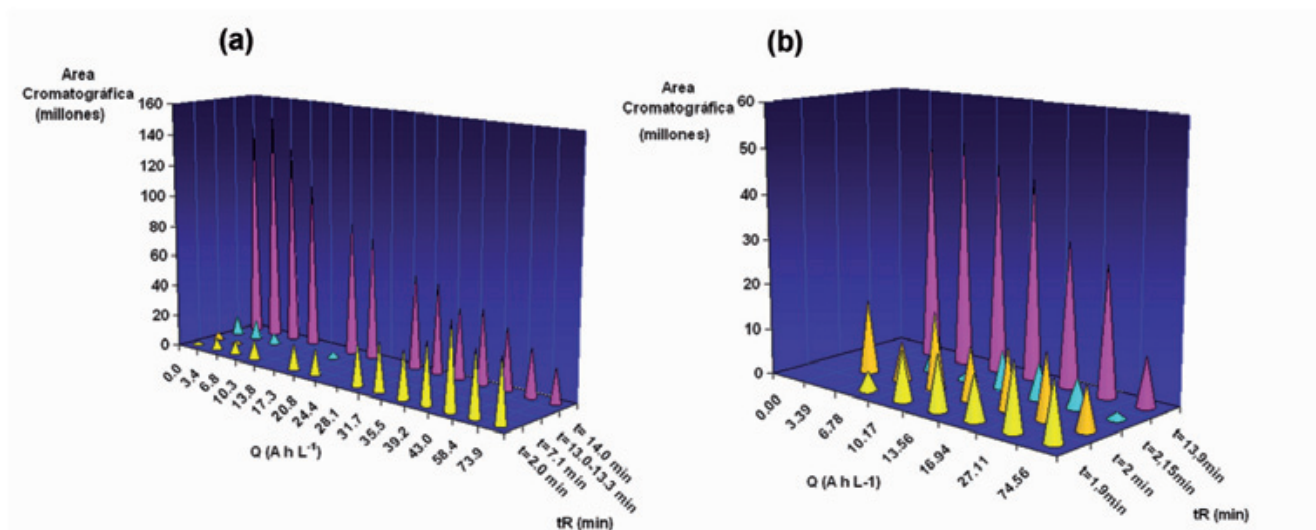 (a)
Area
Cromatográfica
(millones)
160
140
120
100
80
60
40
20
0
0.0
3.4
6.8
10.3
13.8
17.3
20.8
24.4
28.1
31.7
35.5
39.2
43.0
58.4
73.9
Q (A h L⁻¹)
t= 14.0 min
t=13.0-13.3 min
t=7.1 min
t=2.0 min
tR (min)
(b)
Area
Cromatográfica
(millones)
60
50
40
30
20
10
0
0.00
3.39
6.78
10.17
13.56
16.94
27.11
74.56
Q (A h L-1)
t=13,9min
t=2,15min
t=2 min
t=1,9min
tR (min)